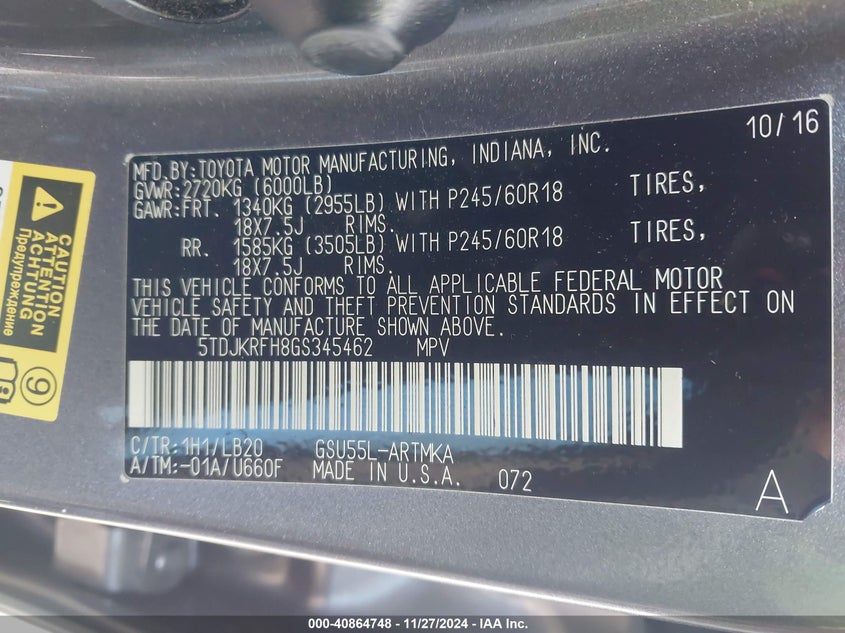 10/16
MFD.BY:TOYOTA MOTOR MANUFACTURING, INDIANA, INC.
GVWR:2720KG (6000LB)
GAWR:FRT. 1340KG (2955LB) WITH P245/60R18 TIRES,
18X7.5J RIMS.
RR. 1585KG (3505LB) WITH P245/60R18 TIRES,
18X7.5J RIMS.
THIS VEHICLE CONFORMS TO ALL APPLICABLE FEDERAL MOTOR
VEHICLE SAFETY AND THEFT PREVENTION STANDARDS IN EFFECT ON
THE DATE OF MANUFACTURE SHOWN ABOVE.
5TDJKRFH8GS345462 MPV
C/TR:1H1/LB20 GSU55L-ARTMKA
A/TM:-01A/U660F MADE IN U.S.A. 072
A
CAUTION
ATTENTION
ACHTUNG
Предупреждение
9
000-40864748 - 11/27/2024 - IAA Inc.